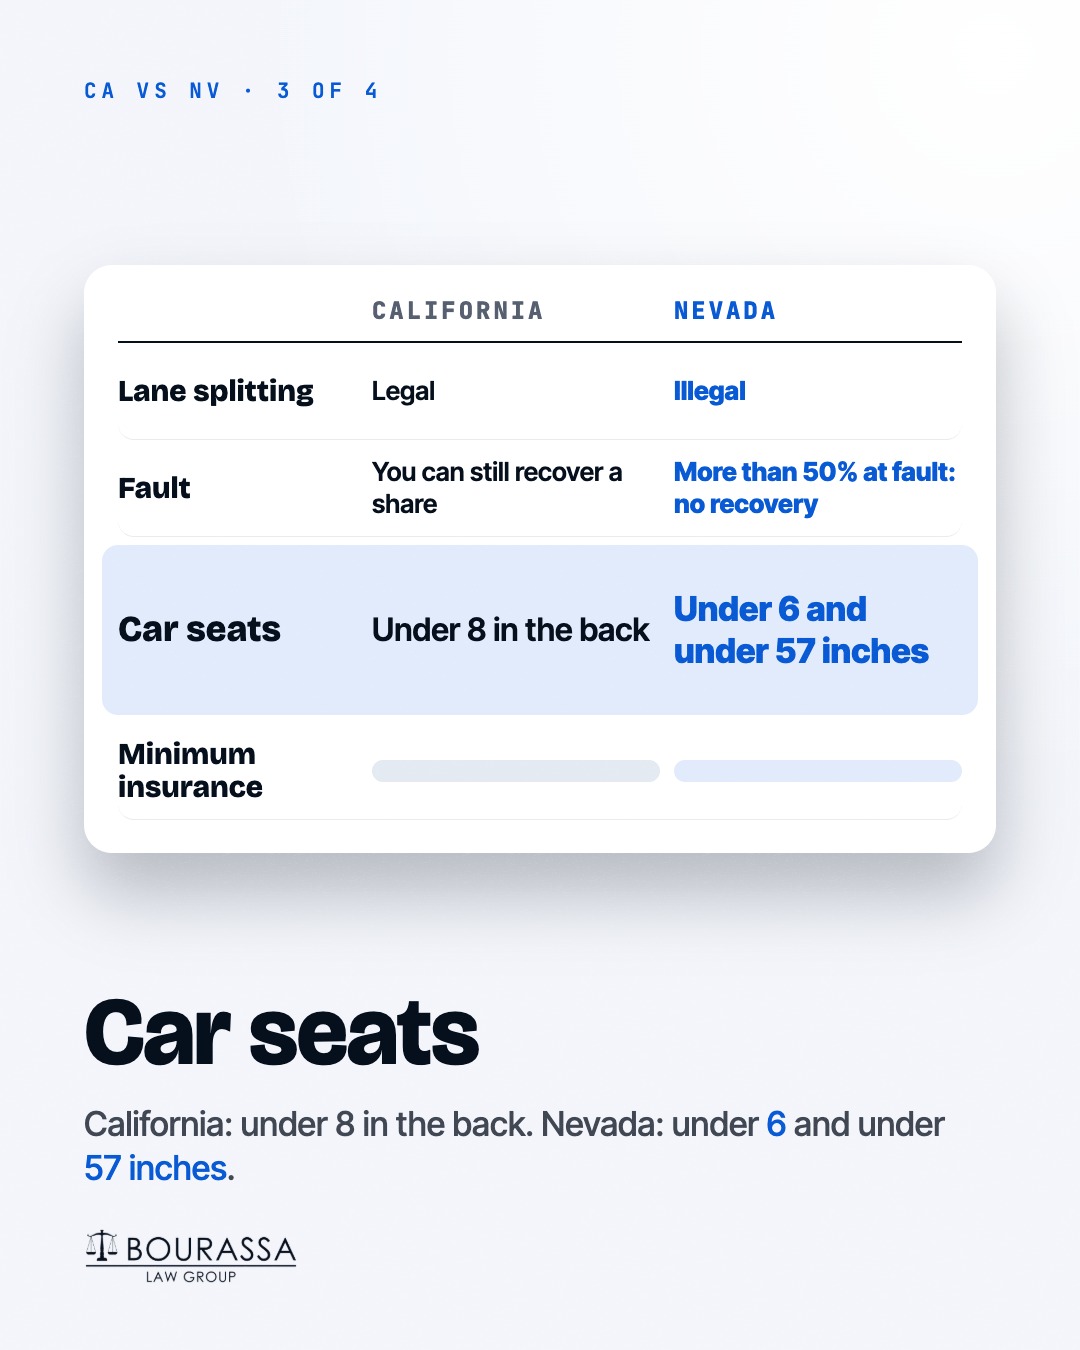 CA VS NV · 3 OF 4
CALIFORNIA NEVADA
Lane splitting Legal Illegal
Fault You can still recover a share More than 50% at fault: no recovery
Car seats Under 8 in the back Under 6 and under 57 inches
Minimum insurance
Car seats
California: under 8 in the back. Nevada: under 6 and under
57 inches.
BOURASSA
LAW GROUP